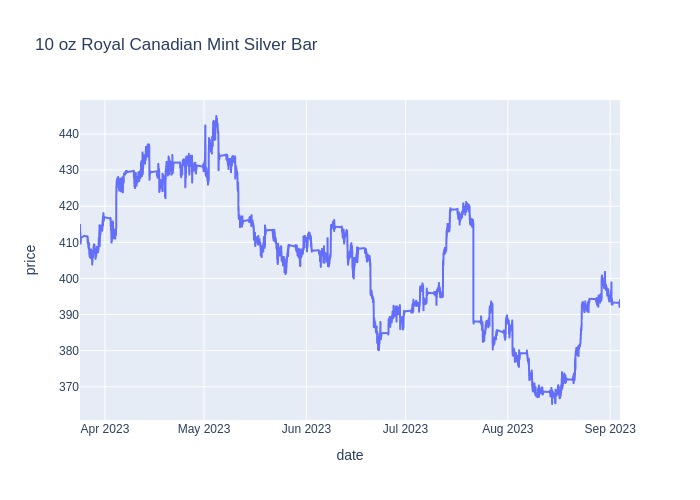 10 oz Royal Canadian Mint Silver Bar
440
430
420
410
400
390
380
370
price
Apr 2023 May 2023 Jun 2023 Jul 2023 Aug 2023 Sep 2023
date